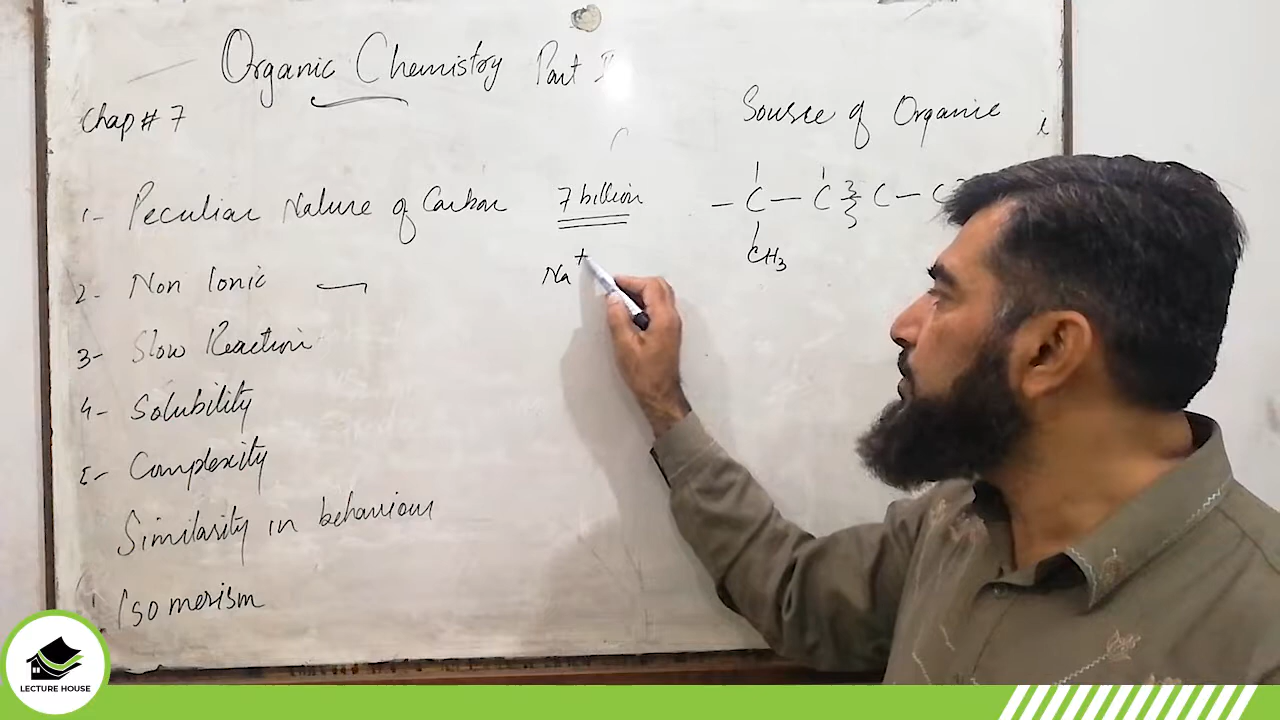 Organic Chemistry Part II
Chap # 7
1- Peculiar Nature of Carbon 7 billion
2- Non Ionic Na+
3- Slow Reaction
4- Solubility
5- Complexity
Similarity in behaviour
Isomerism
Source of Organic
- C - C C - C
CH3
LECTURE HOUSE